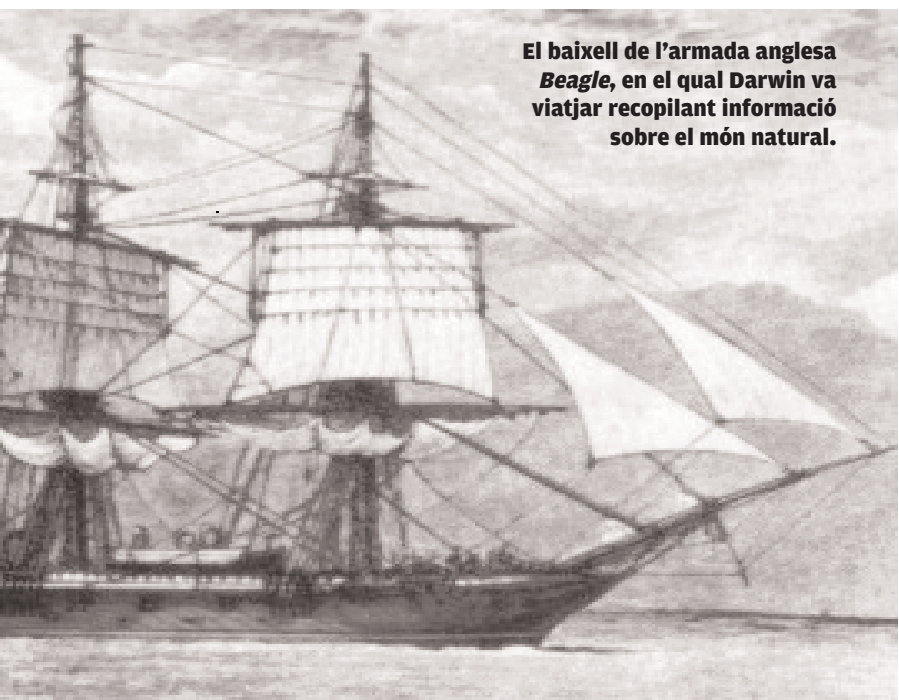 El baixell de l’armada anglesa
Beagle, en el qual Darwin va
viatjar recopilant informació
sobre el món natural.